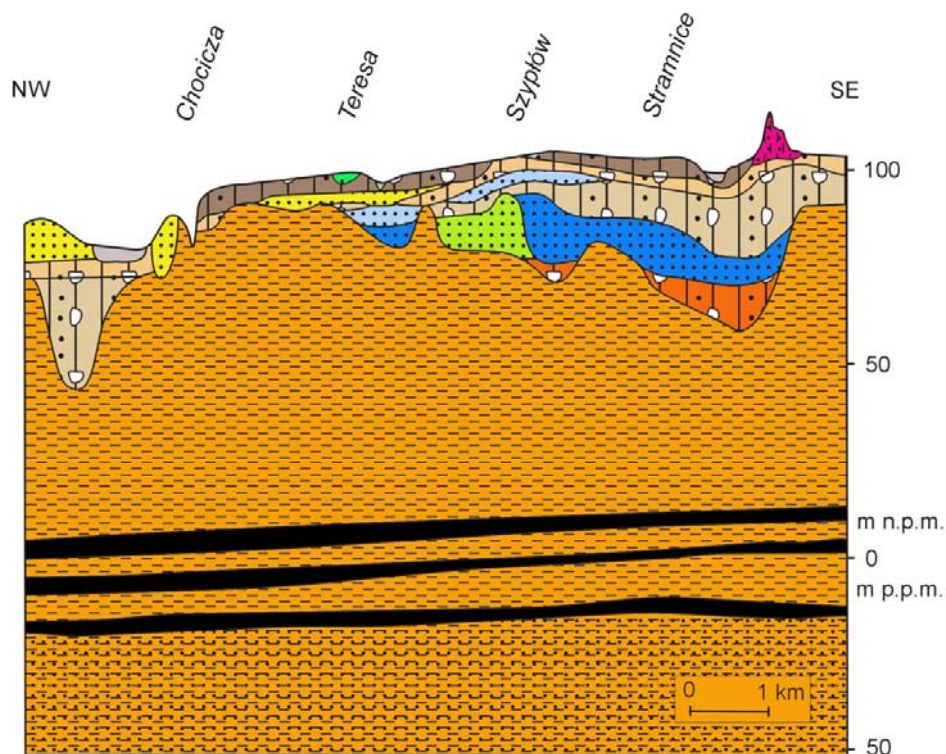 NW
Chocicza
Teresa
Szypłów
Stramnice
SE
100
50
m n.p.m.
0
m p.p.m.
0 1 km
50